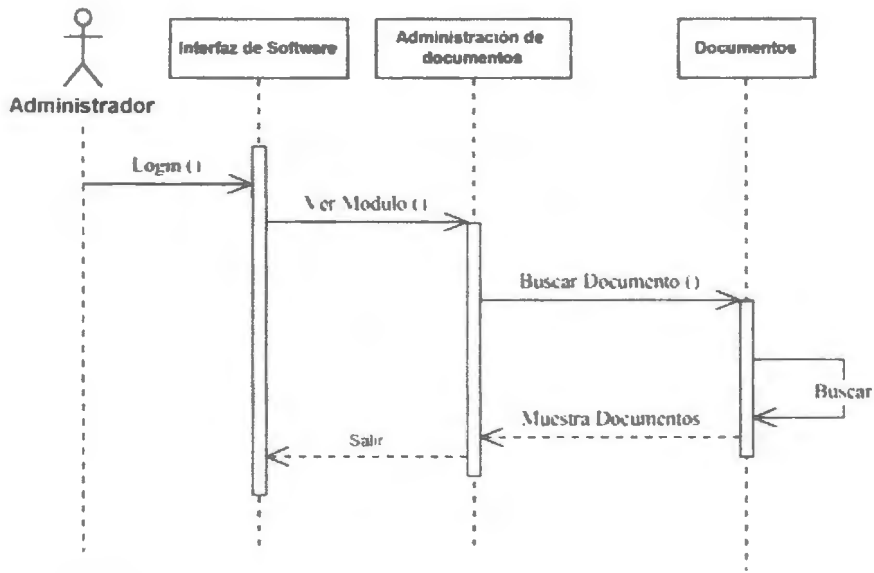 Interfaz de Software
Administración de
documentos
Documentos
Administrador
Login ()
Ver Modulo ()
Buscar Documento ()
Buscar
Muestra Documentos
Salir